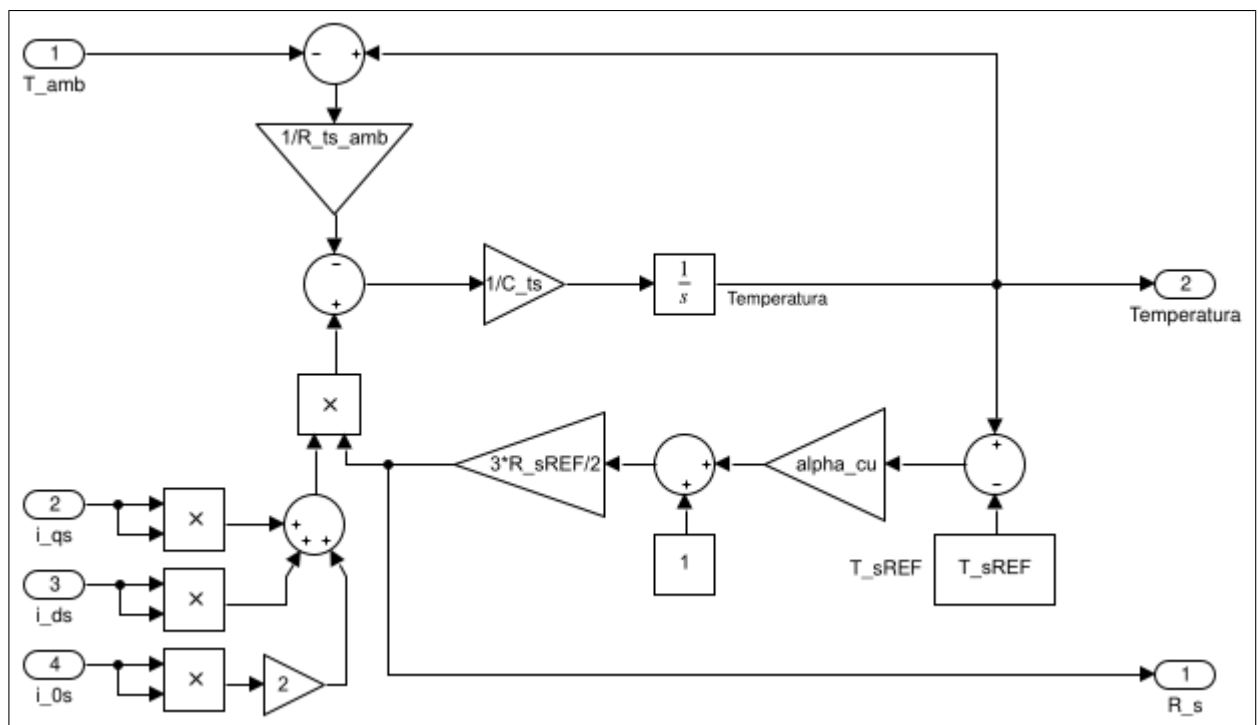 1
T_amb
-
+
1/R_ts_amb
-
+
1/C_ts
1
s
Temperatura
2
Temperatura
×
3*R_sREF/2
+
+
alpha_cu
+
-
2
i_qs
×
+
+ +
1
T_sREF
T_sREF
3
i_ds
×
4
i_0s
×
2
1
R_s